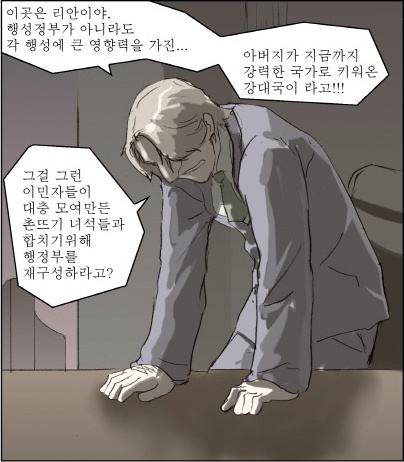 이곳은 리안이야.
행성정부가 아니라도
각 행성에 큰 영향력을 가진...
아버지가 지금까지
강력한 국가로 키워온
강대국이 라고!!!
그걸 그런
이민자들이
대충 모여만든
촌뜨기 녀석들과
합치기위해
행정부를
재구성하라고?